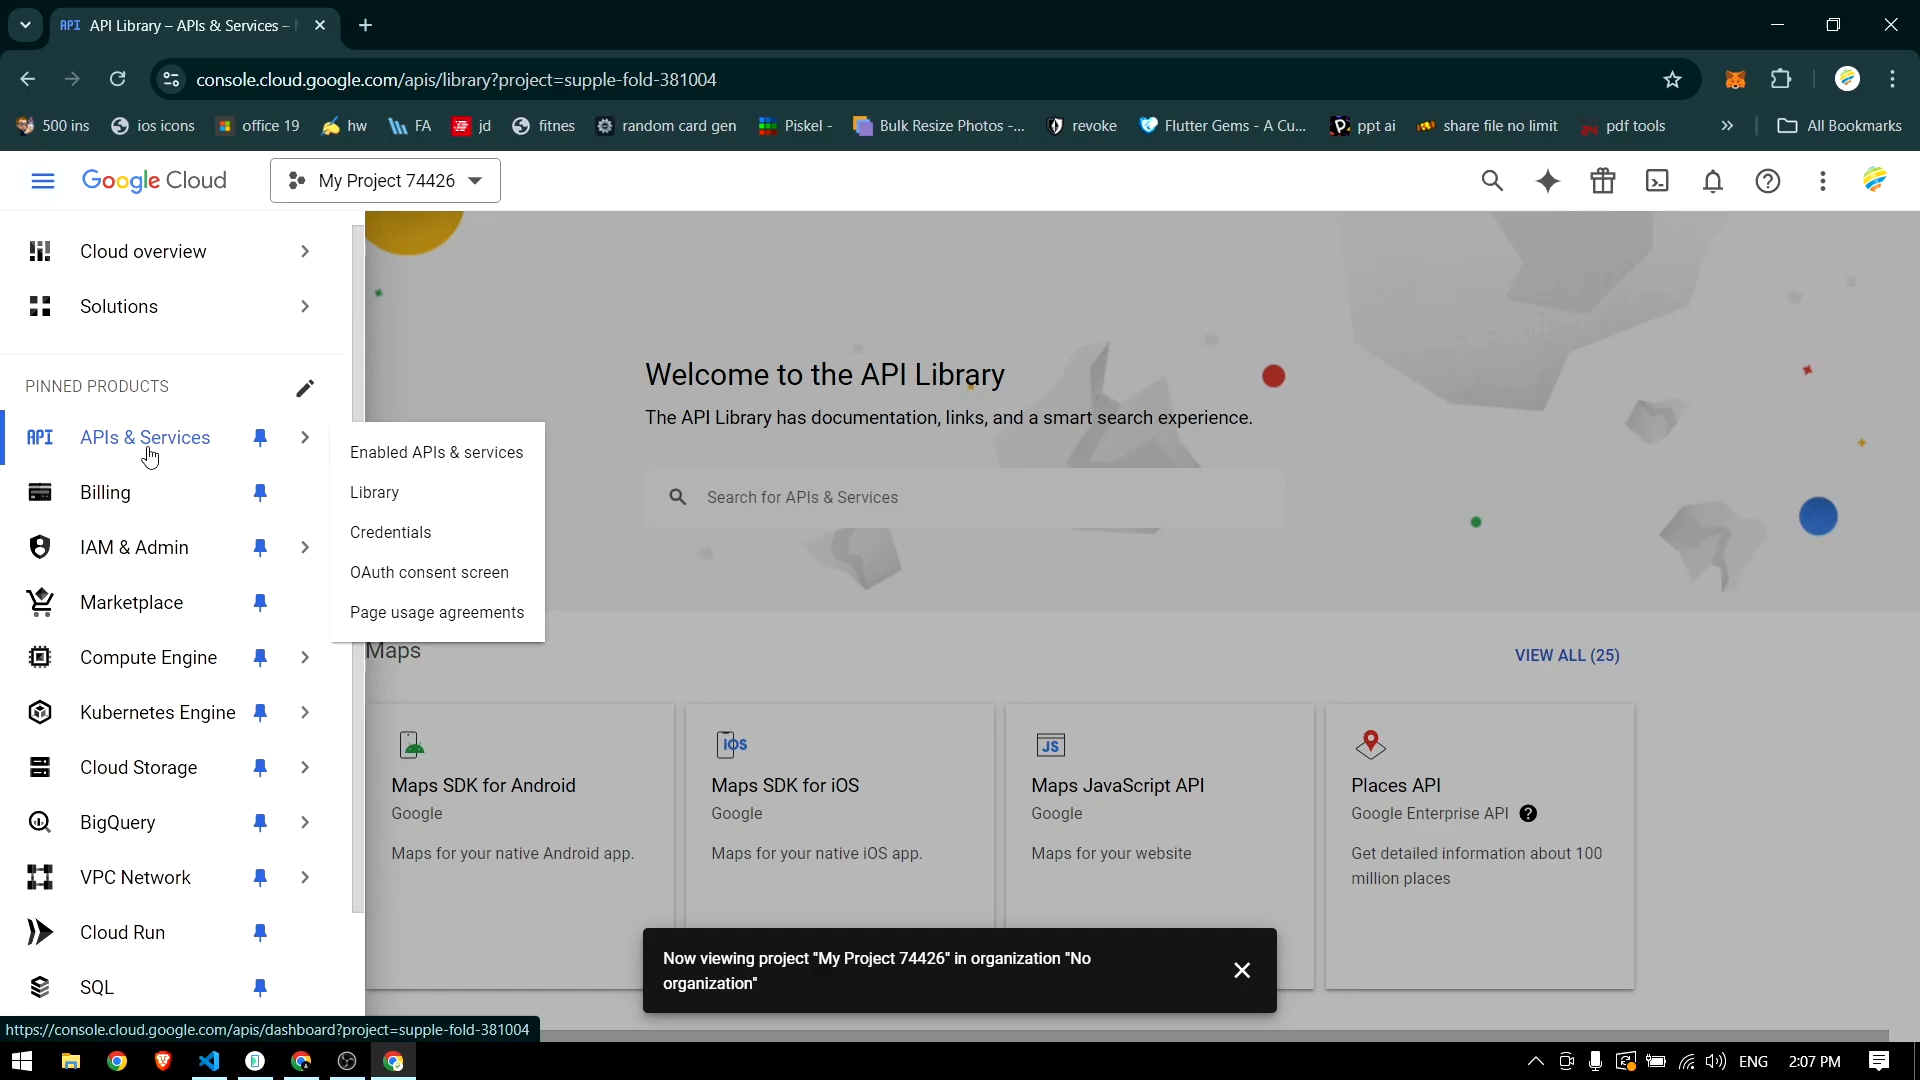 API API Library – APIs & Services –
console.cloud.google.com/apis/library?project=supple-fold-381004
500 ins
ios icons
office 19
hw
FA
jd
fitnes
random card gen
Piskel -
Bulk Resize Photos -...
revoke
Flutter Gems - A Cu...
ppt ai
share file no limit
pdf tools
»
All Bookmarks
Google Cloud
My Project 74426
Cloud overview
Solutions
PINNED PRODUCTS
API APIs & Services
Billing
IAM & Admin
Marketplace
Compute Engine
Kubernetes Engine
Cloud Storage
BigQuery
VPC Network
Cloud Run
SQL
Enabled APIs & services
Library
Credentials
OAuth consent screen
Page usage agreements
Welcome to the API Library
The API Library has documentation, links, and a smart search experience.
Search for APIs & Services
Maps
VIEW ALL (25)
Maps SDK for Android
Google
Maps for your native Android app.
iOS
Maps SDK for iOS
Google
Maps for your native iOS app.
JS
Maps JavaScript API
Google
Maps for your website
Places API
Google Enterprise API
Get detailed information about 100
million places
Now viewing project "My Project 74426" in organization "No
organization"
https://console.cloud.google.com/apis/dashboard?project=supple-fold-381004
ENG
2:07 PM